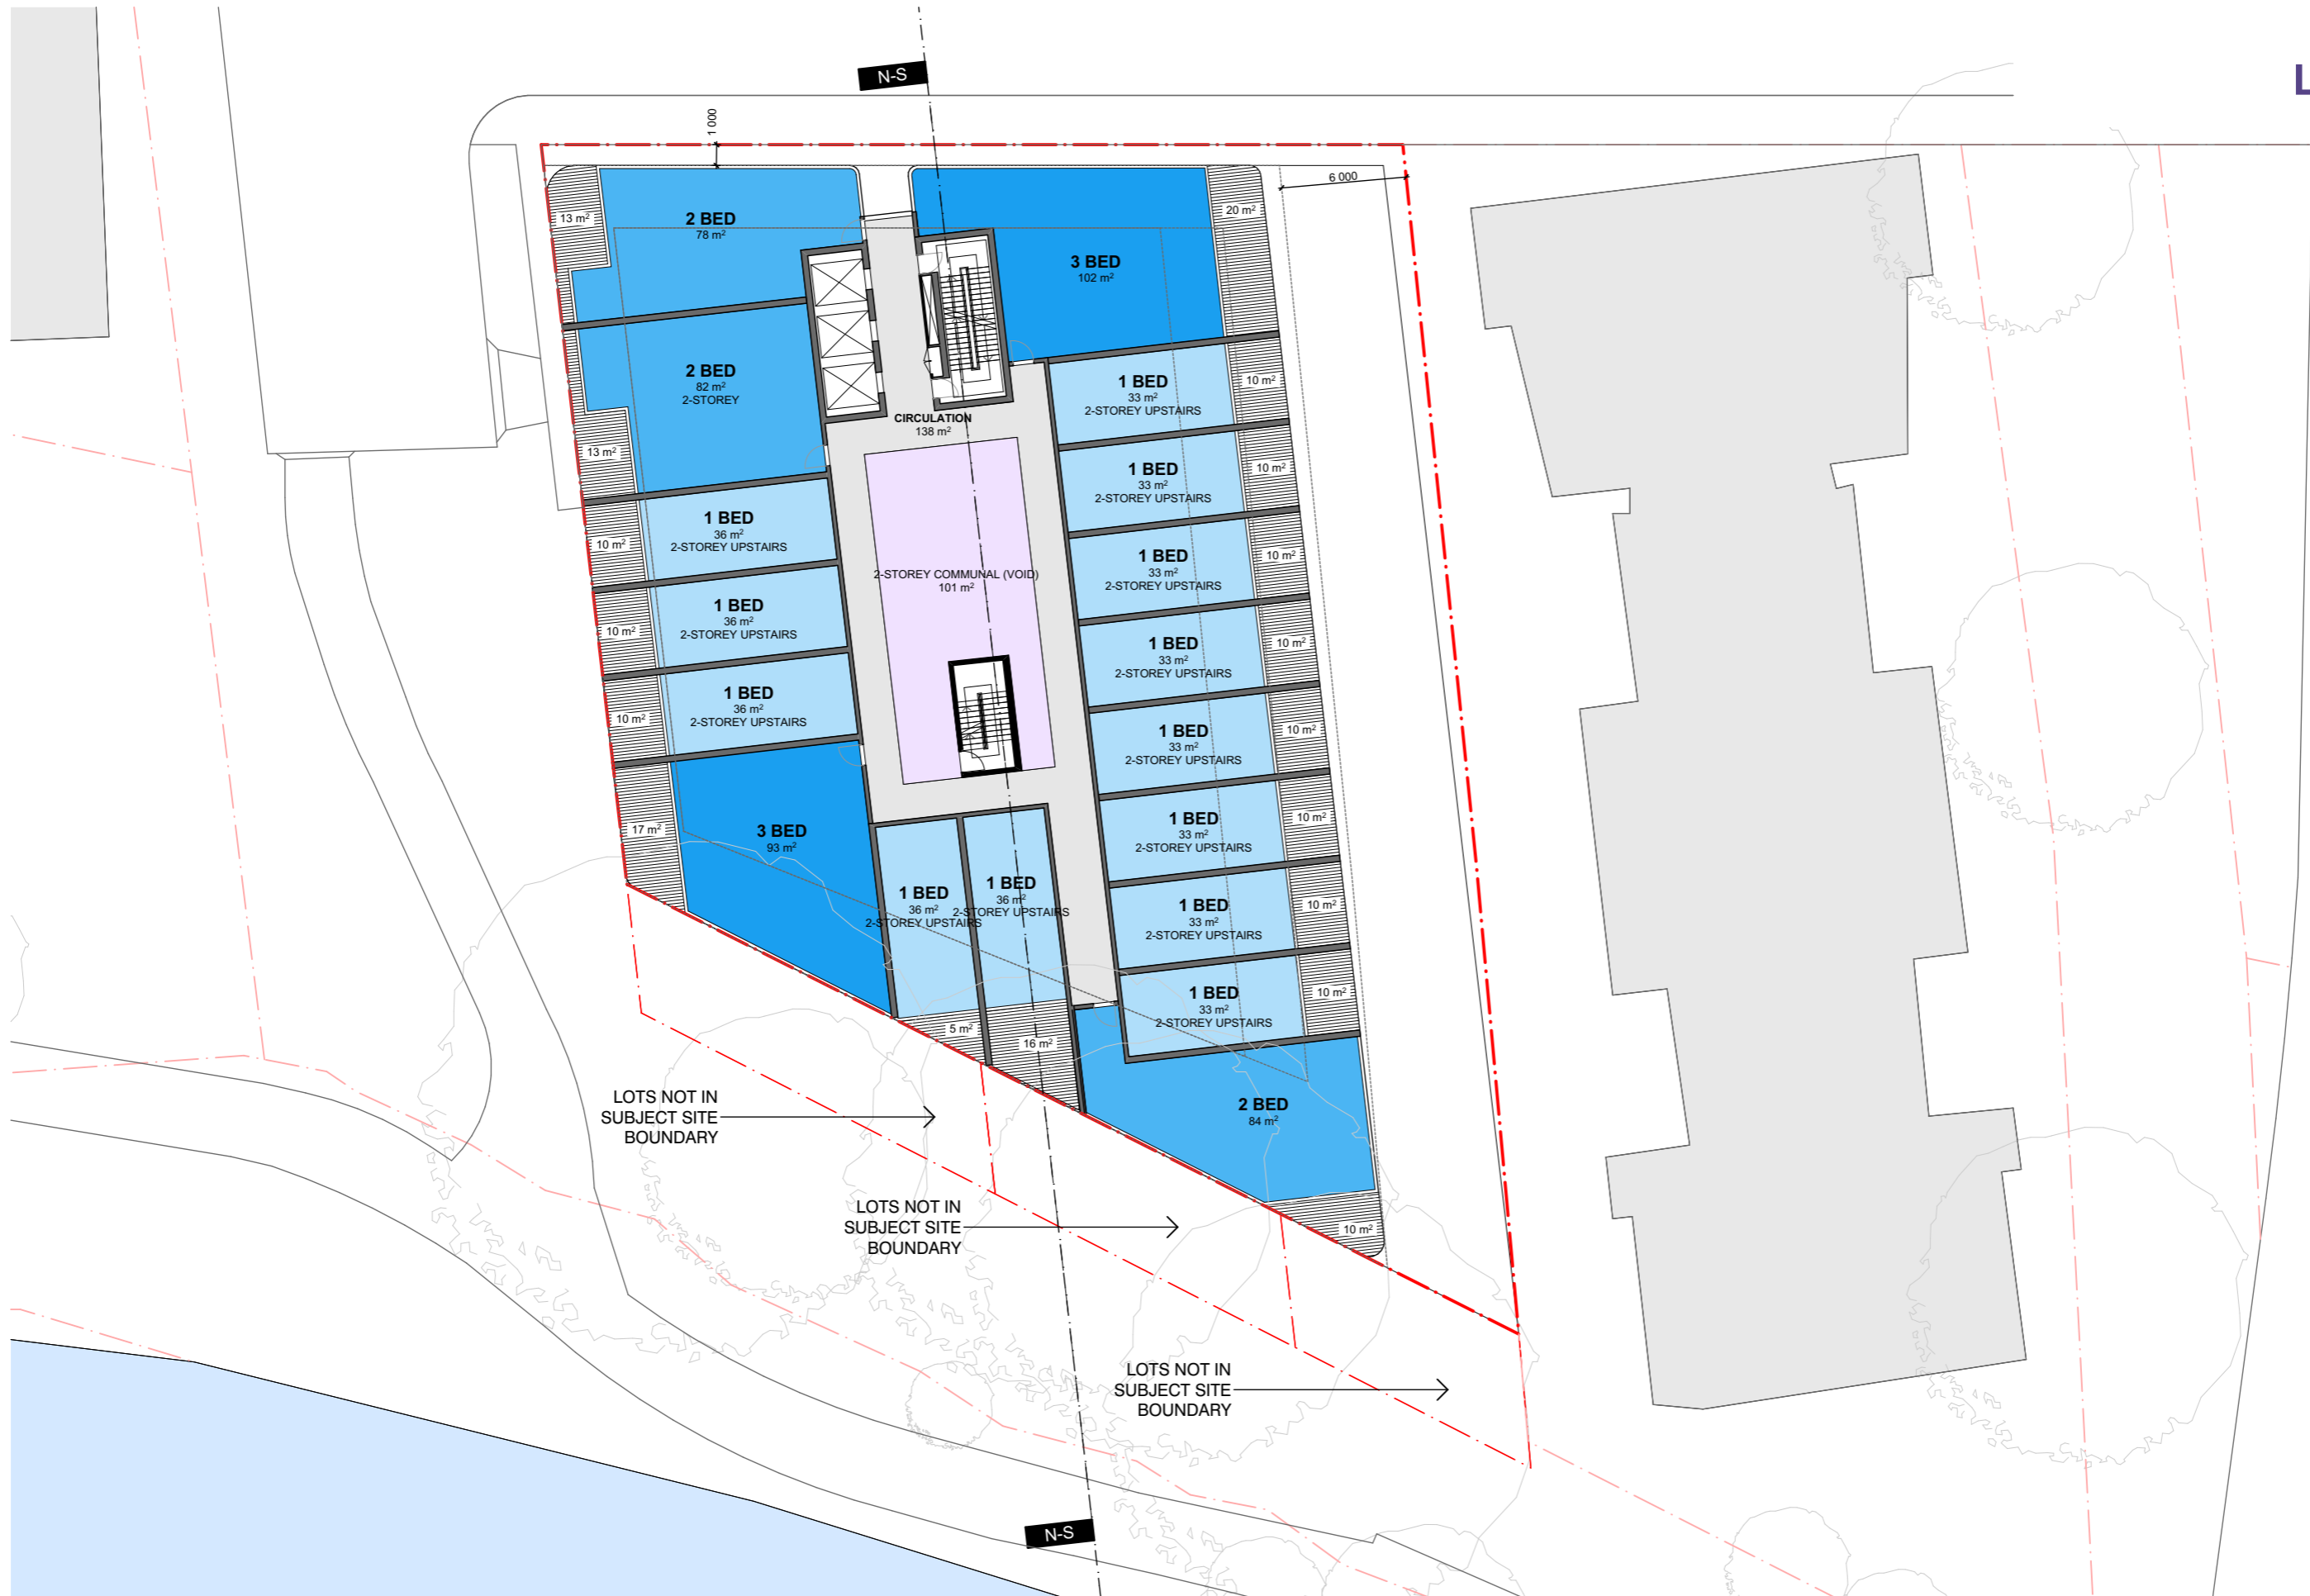 L
N-S
1 000
6 000
13 m²
2 BED
78 m²
20 m²
3 BED
102 m²
2 BED
82 m²
2-STOREY
13 m²
CIRCULATION
138 m²
1 BED
33 m²
2-STOREY UPSTAIRS
10 m²
1 BED
33 m²
2-STOREY UPSTAIRS
10 m²
1 BED
36 m²
2-STOREY UPSTAIRS
10 m²
1 BED
33 m²
2-STOREY UPSTAIRS
10 m²
2-STOREY COMMUNAL (VOID)
101 m²
1 BED
36 m²
2-STOREY UPSTAIRS
10 m²
1 BED
33 m²
2-STOREY UPSTAIRS
10 m²
1 BED
36 m²
2-STOREY UPSTAIRS
10 m²
1 BED
33 m²
2-STOREY UPSTAIRS
10 m²
17 m²
3 BED
93 m²
1 BED
33 m²
2-STOREY UPSTAIRS
10 m²
1 BED
36 m²
2-STOREY UPSTAIRS
1 BED
36 m²
2-STOREY UPSTAIRS
1 BED
33 m²
2-STOREY UPSTAIRS
10 m²
1 BED
33 m²
2-STOREY UPSTAIRS
10 m²
5 m²
16 m²
2 BED
84 m²
10 m²
LOTS NOT IN
SUBJECT SITE
BOUNDARY
LOTS NOT IN
SUBJECT SITE
BOUNDARY
LOTS NOT IN
SUBJECT SITE
BOUNDARY
N-S